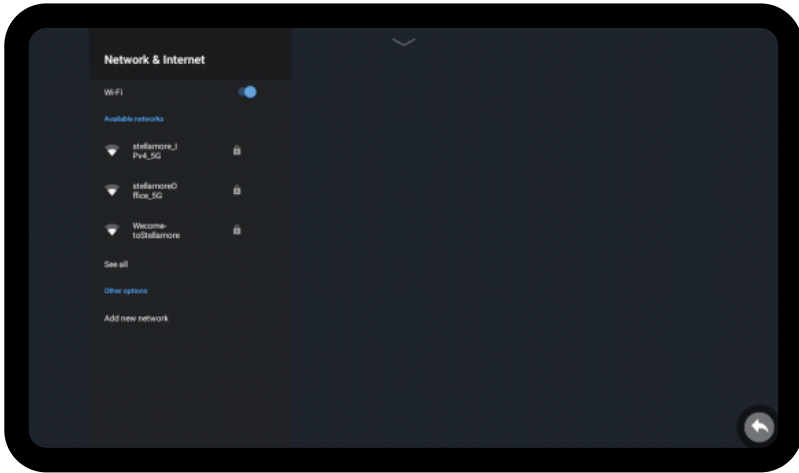 Network & Internet
Wi-Fi
Available networks
stellamore_I
Pv4_5G
stellamoreO
ffice_5G
Wecome-
toStellamore
See all
Other options
Add new network